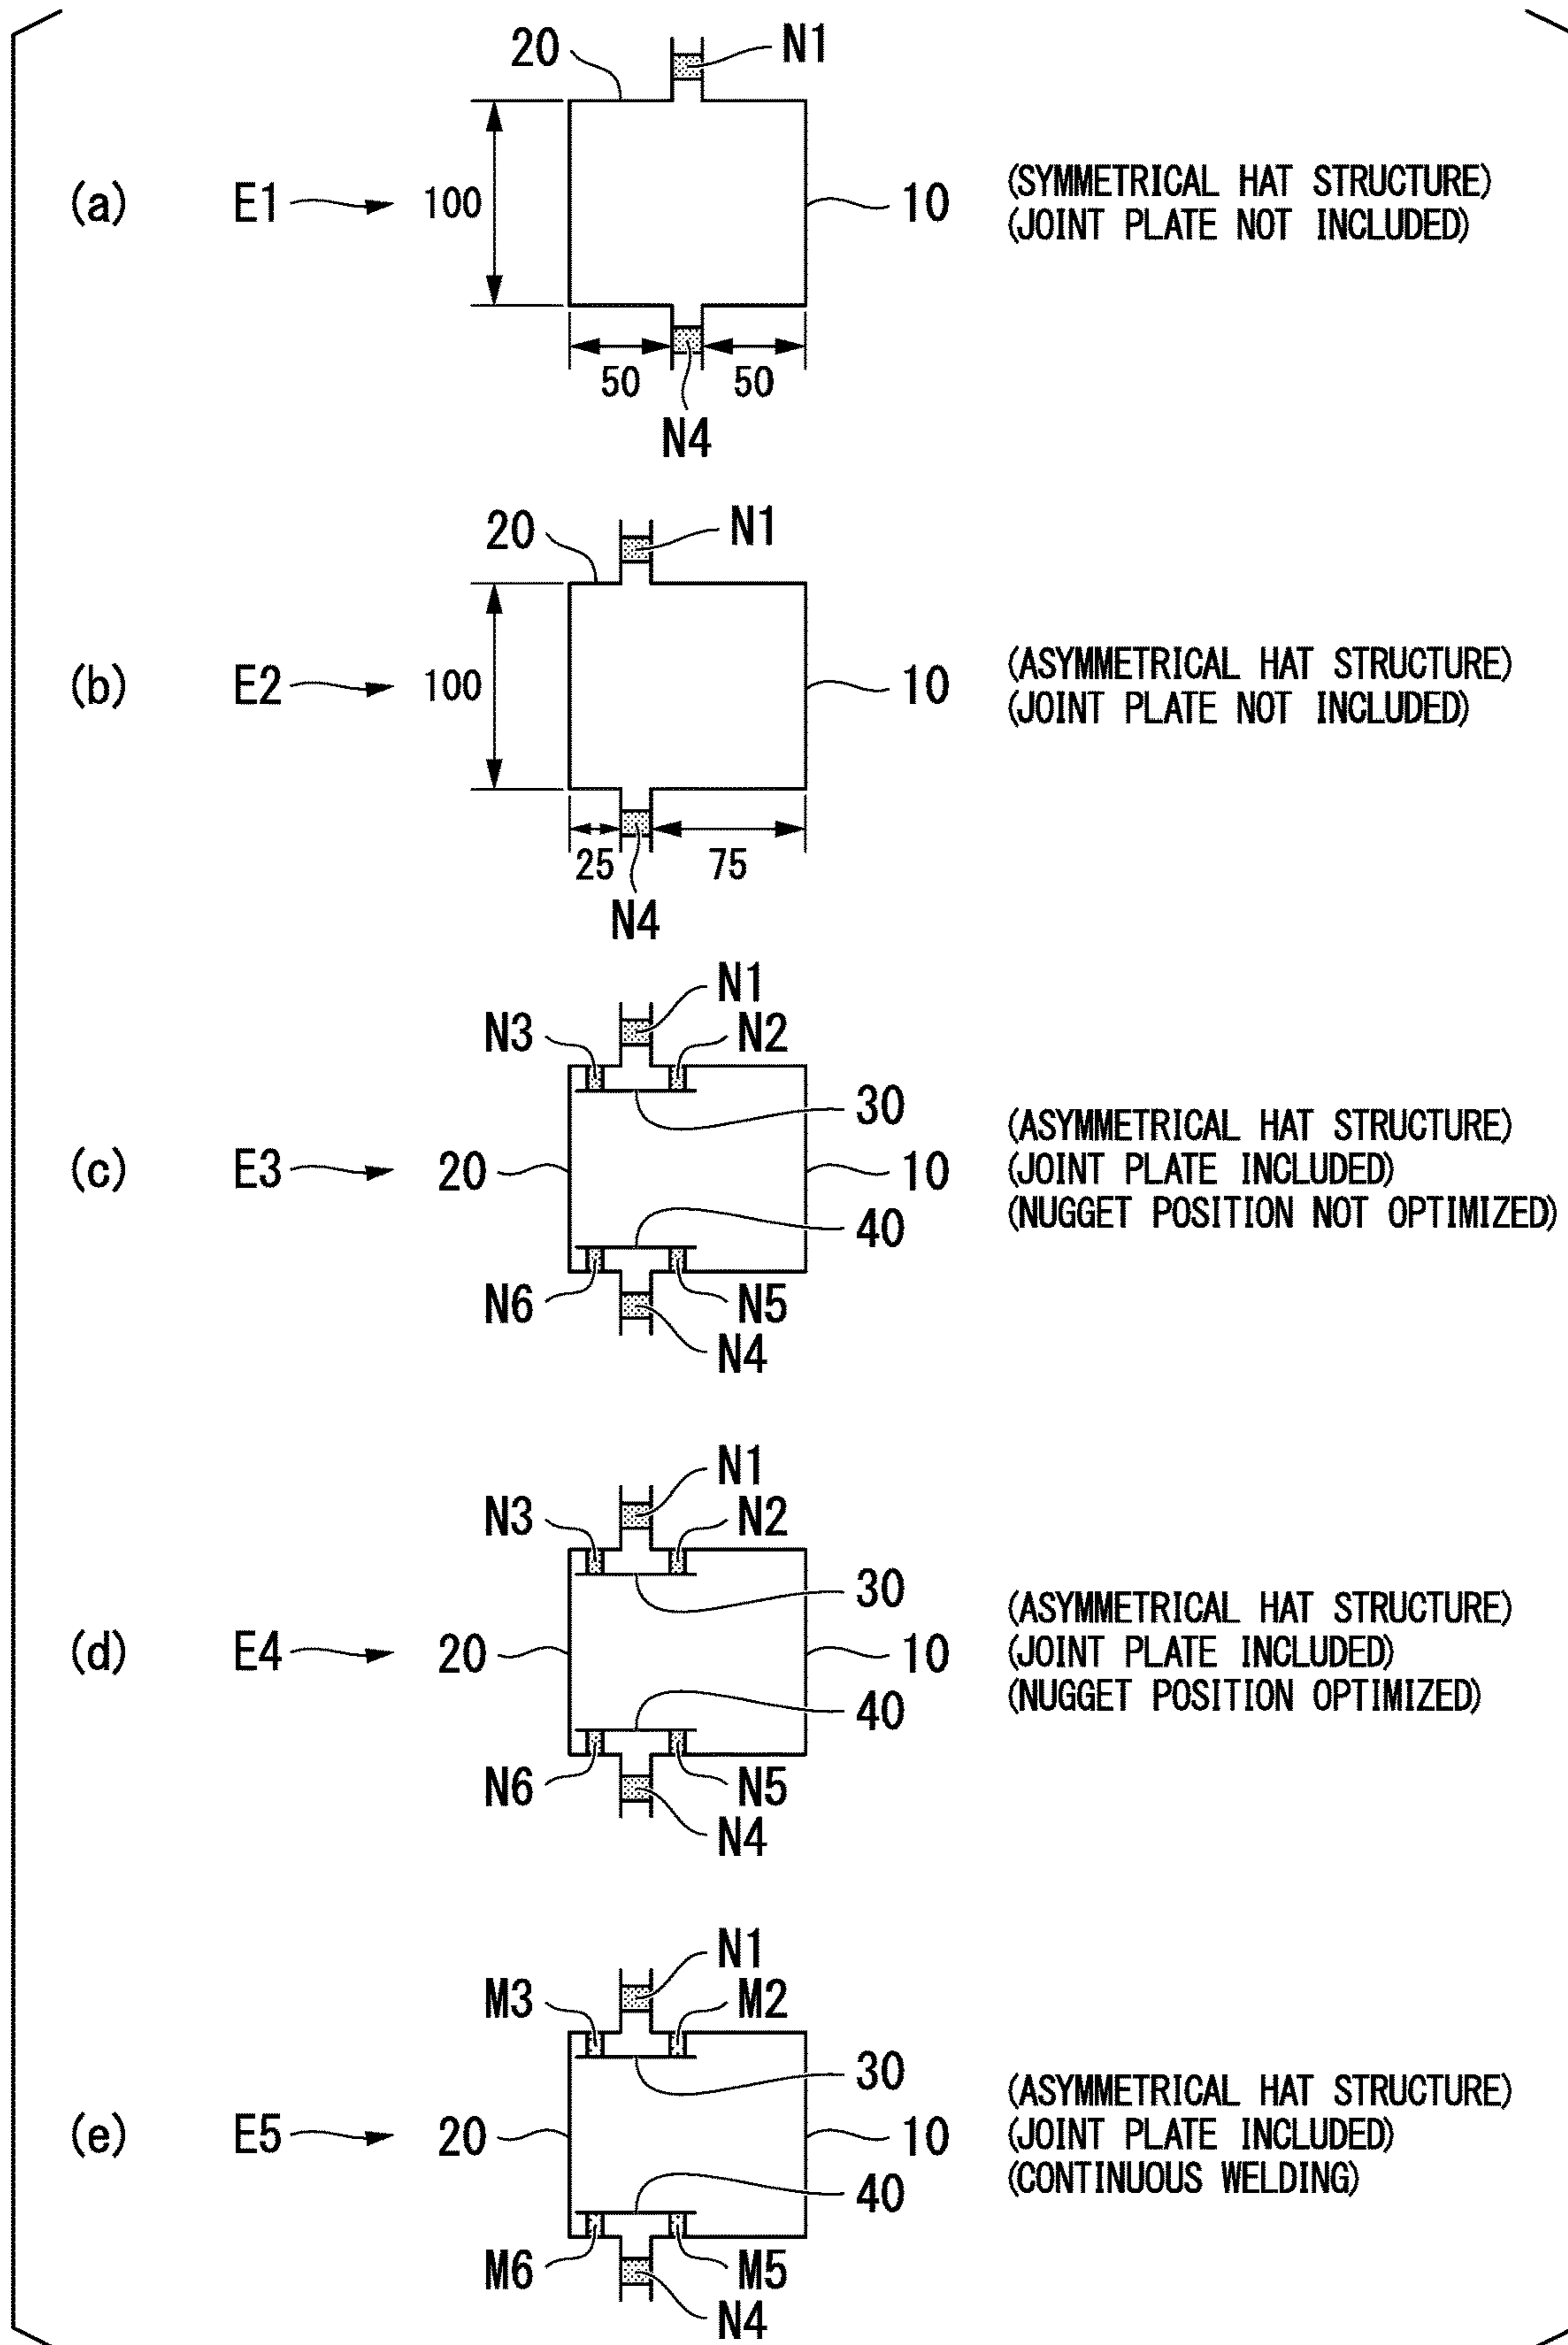 20
N1
(a)
E1
100
10
(SYMMETRICAL HAT STRUCTURE)
(JOINT PLATE NOT INCLUDED)
50
50
N4
20
N1
(b)
E2
100
10
(ASYMMETRICAL HAT STRUCTURE)
(JOINT PLATE NOT INCLUDED)
25
75
N4
N1
N3
N2
30
(c)
E3
20
10
(ASYMMETRICAL HAT STRUCTURE)
(JOINT PLATE INCLUDED)
(NUGGET POSITION NOT OPTIMIZED)
40
N6
N5
N4
N1
N3
N2
30
(d)
E4
20
10
(ASYMMETRICAL HAT STRUCTURE)
(JOINT PLATE INCLUDED)
(NUGGET POSITION OPTIMIZED)
40
N6
N5
N4
N1
M3
M2
30
(e)
E5
20
10
(ASYMMETRICAL HAT STRUCTURE)
(JOINT PLATE INCLUDED)
(CONTINUOUS WELDING)
40
M6
M5
N4